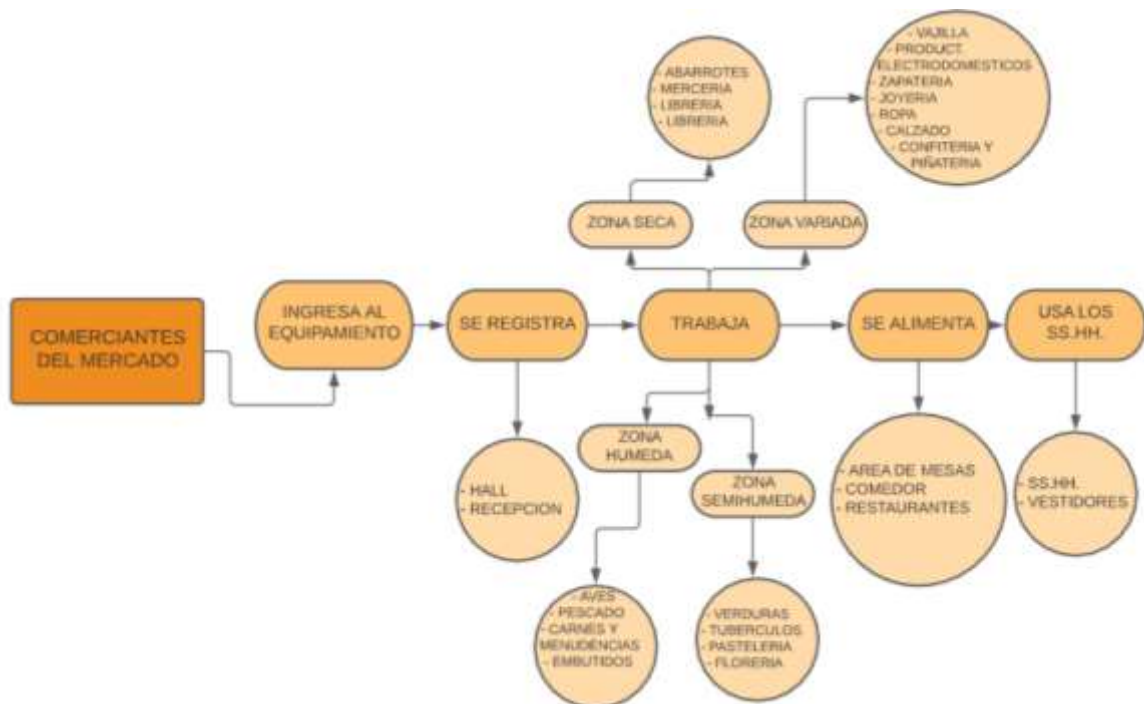 - VAJILLA
- PRODUCT.
ELECTRODOMESTICOS
- ZAPATERIA
- JOYERIA
- ROPA
- CALZADO
- CONFITERIA Y
PIÑATERIA
- ABARROTES
- MERCERIA
- LIBRERIA
- LIBRERIA
ZONA SECA
ZONA VARIADA
COMERCIANTES
DEL MERCADO
INGRESA AL
EQUIPAMIENTO
SE REGISTRA
TRABAJA
SE ALIMENTA
USA LOS
SS.HH.
ZONA
HUMEDA
ZONA
SEMIHUMEDA
- HALL
- RECEPCION
- AREA DE MESAS
- COMEDOR
- RESTAURANTES
- SS.HH.
- VESTIDORES
- AVES
- PESCADO
- CARNES Y
MENUDENCIAS
- EMBUTIDOS
- VERDURAS
- TUBERCULOS
- PASTELERIA
- FLORERIA